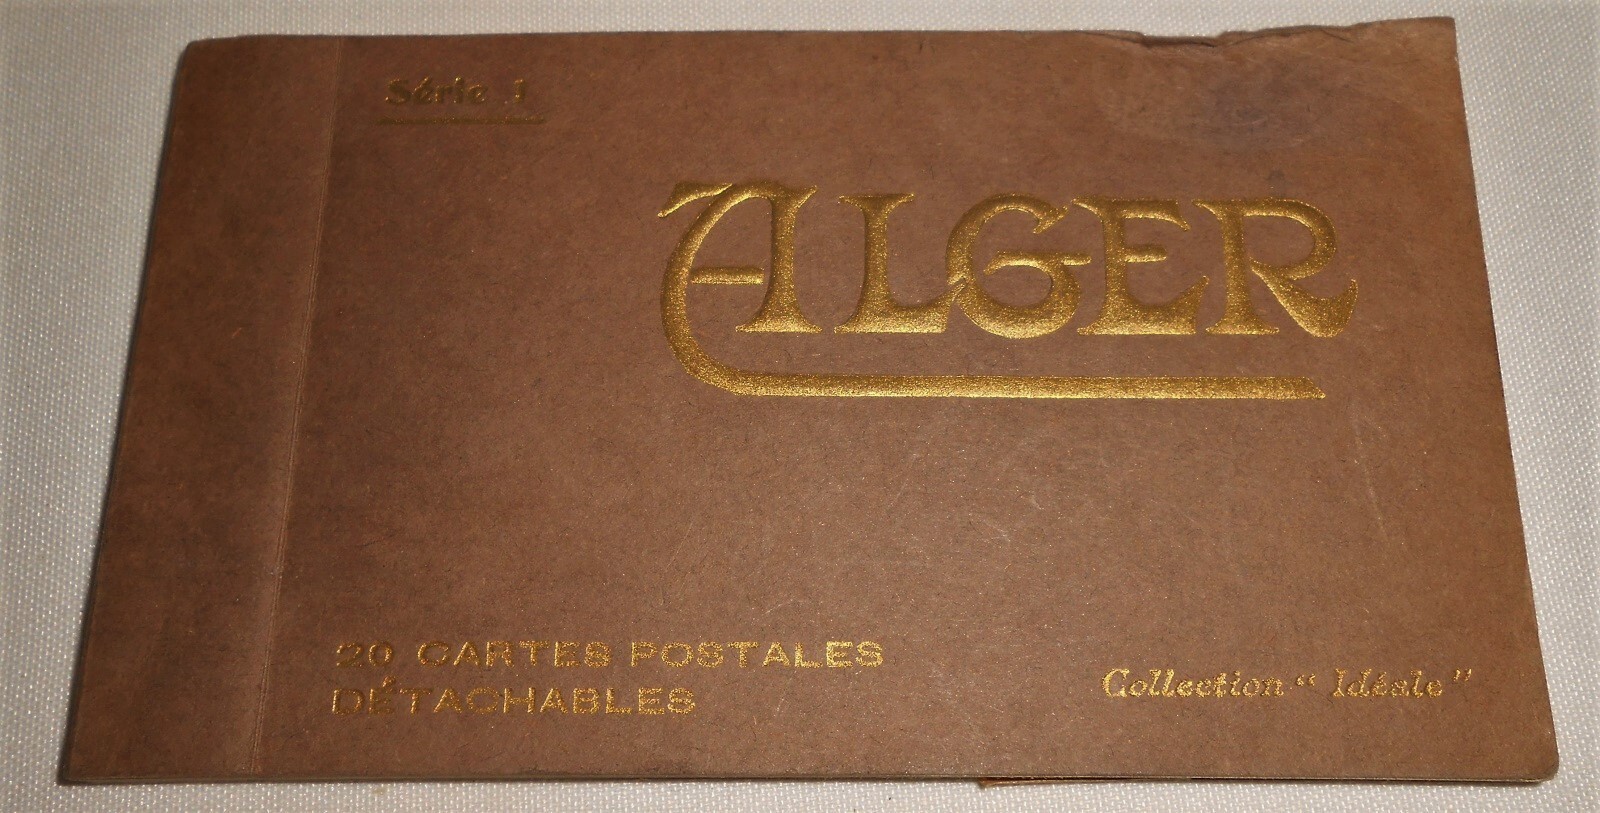 Série 1
ALGER
20 CARTES POSTALES
DÉTACHABLES
Collection "Idéale"